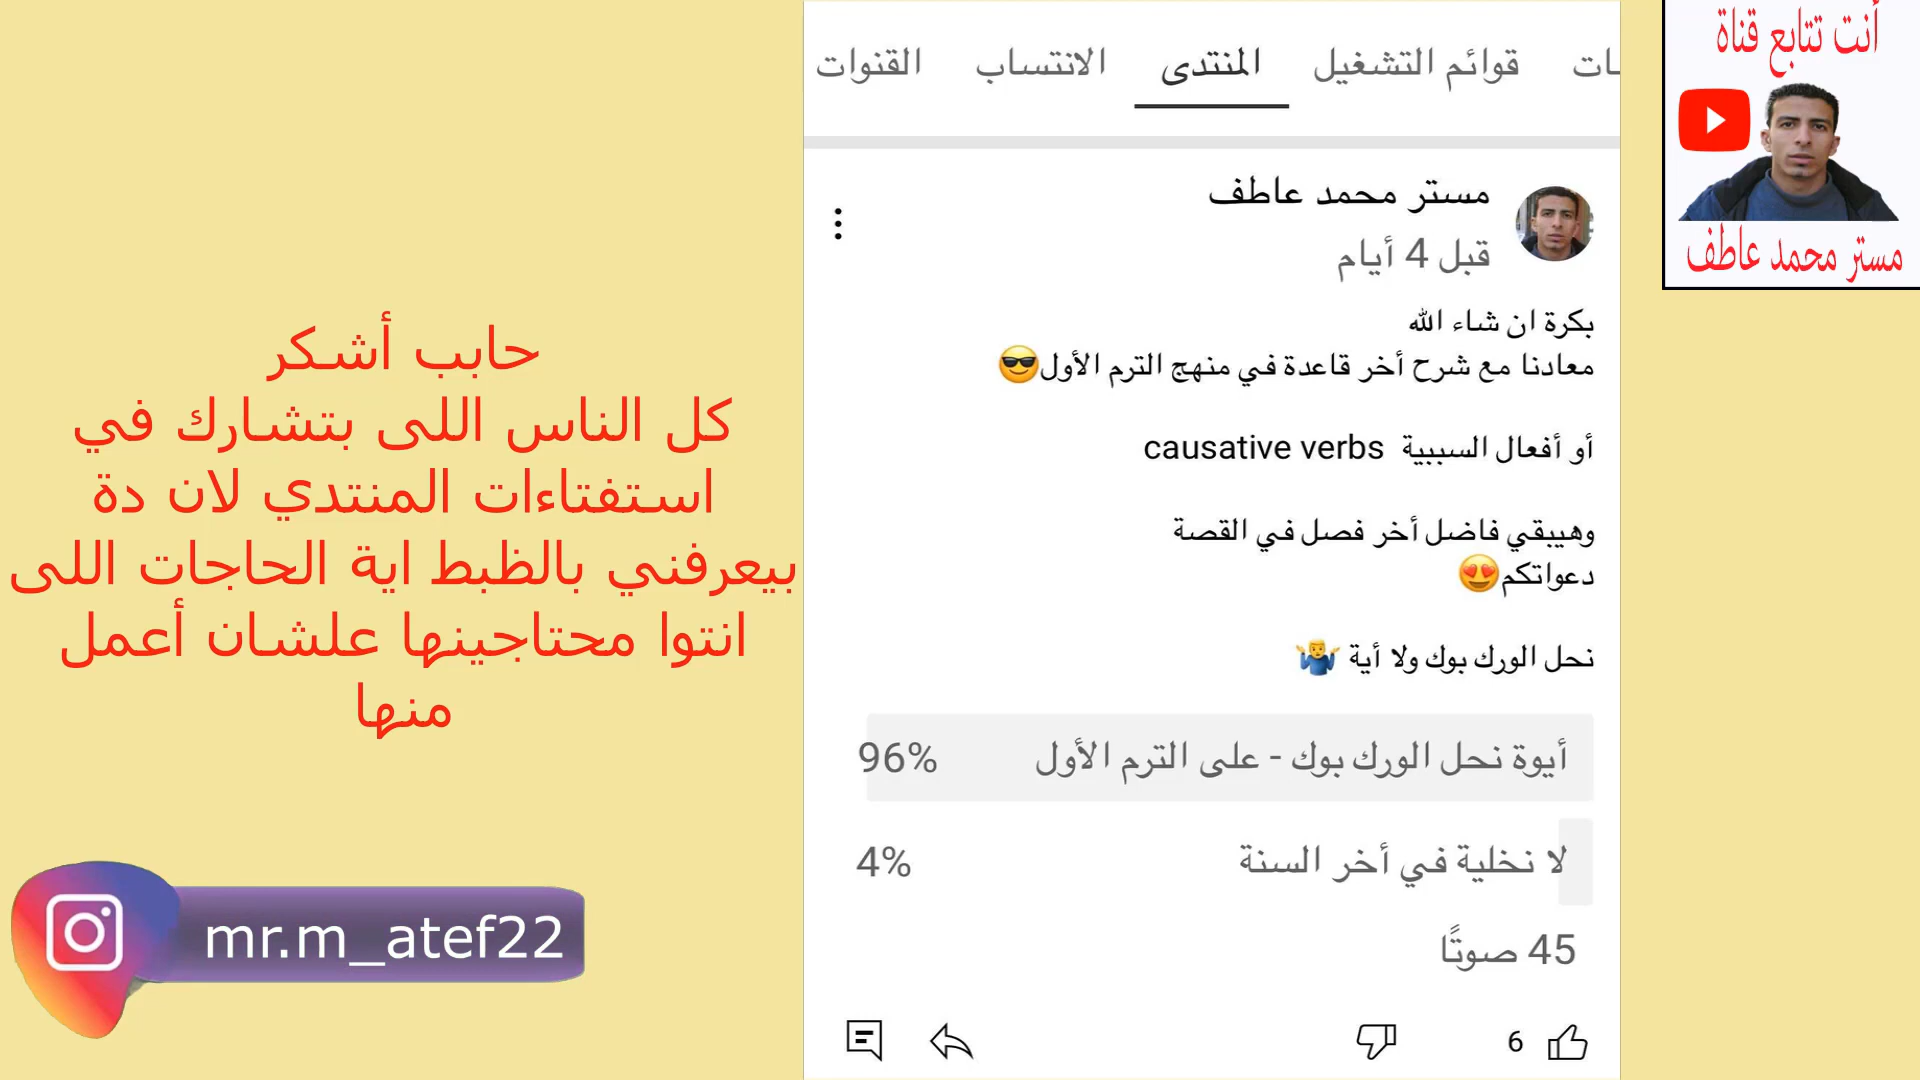 أنت تتابع قناة
مستر محمد عاطف
القنوات الانتساب المنتدى قوائم التشغيل
مستر محمد عاطف
قبل 4 أيام
بكرة ان شاء الله
معادنا مع شرح أخر قاعدة في منهج الترم الأول😎
أو أفعال السببية causative verbs
وهيبقي فاضل أخر فصل في القصة
دعواتكم😍
نحل الورك بوك ولا أية 🤷‍♂️
أيوة نحل الورك بوك - على الترم الأول 96%
لا نخلية في أخر السنة 4%
45 صوتًا
6
حابب أشكر
كل الناس اللى بتشارك في
استفتاءات المنتدي لان دة
بيعرفني بالظبط اية الحاجات اللى
انتوا محتاجينها علشان أعمل
منها
mr.m_atef22